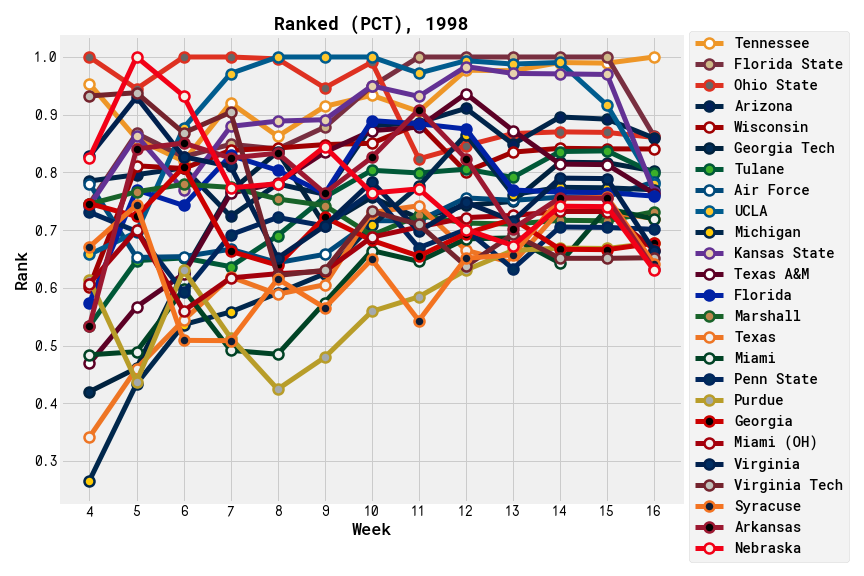 Ranked (PCT), 1998
1.0
0.9
0.8
0.7
0.6
0.5
0.4
0.3
Rank
4 5 6 7 8 9 10 11 12 13 14 15 16
Week
Tennessee
Florida State
Ohio State
Arizona
Wisconsin
Georgia Tech
Tulane
Air Force
UCLA
Michigan
Kansas State
Texas A&M
Florida
Marshall
Texas
Miami
Penn State
Purdue
Georgia
Miami (OH)
Virginia
Virginia Tech
Syracuse
Arkansas
Nebraska